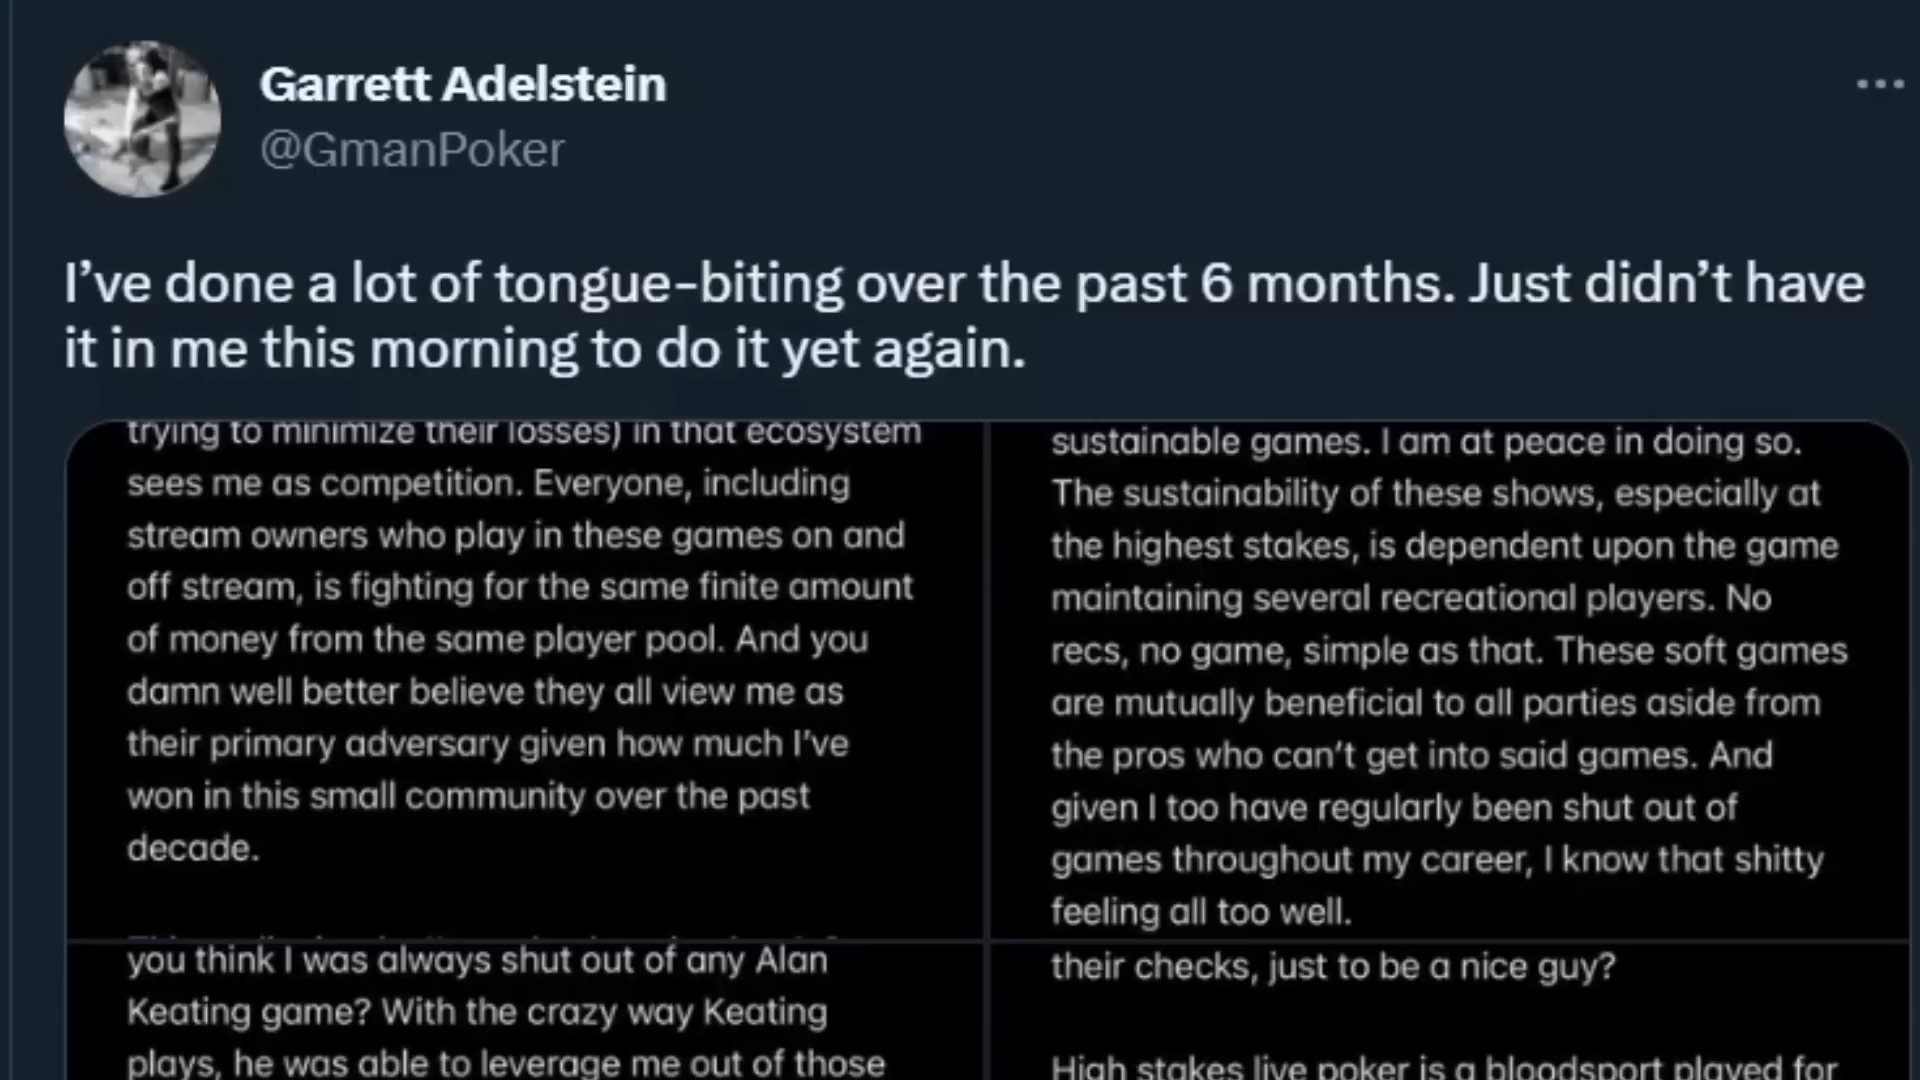 Garrett Adelstein
@GmanPoker
I've done a lot of tongue-biting over the past 6 months. Just didn't have
it in me this morning to do it yet again.
trying to minimize their losses) in that ecosystem
sees me as competition. Everyone, including
stream owners who play in these games on and
off stream, is fighting for the same finite amount
of money from the same player pool. And you
damn well better believe they all view me as
their primary adversary given how much I've
won in this small community over the past
decade.
sustainable games. I am at peace in doing so.
The sustainability of these shows, especially at
the highest stakes, is dependent upon the game
maintaining several recreational players. No
recs, no game, simple as that. These soft games
are mutually beneficial to all parties aside from
the pros who can't get into said games. And
given I too have regularly been shut out of
games throughout my career, I know that shitty
feeling all too well.
you think I was always shut out of any Alan
Keating game? With the crazy way Keating
plays, he was able to leverage me out of those
their checks, just to be a nice guy?
High stakes live poker is a bloodsport played for